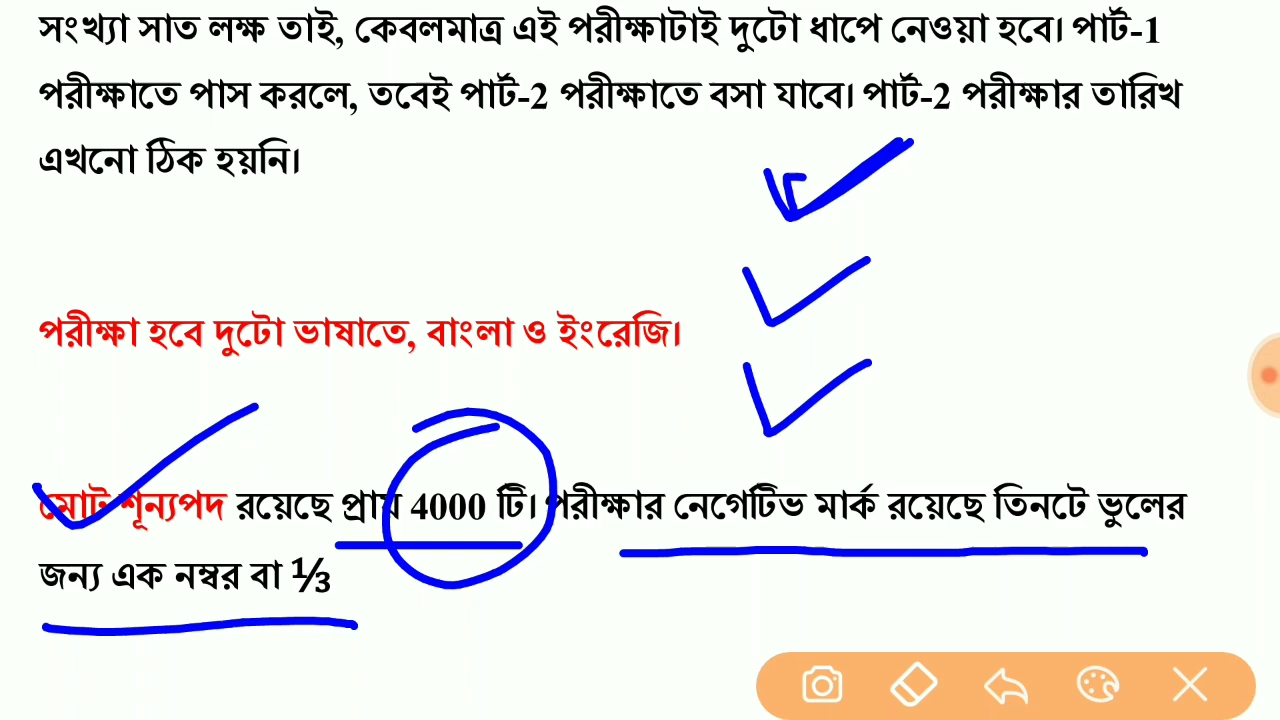 সংখ্যা সাত লক্ষ তাই, কেবলমাত্র এই পরীক্ষাটাই দুটো ধাপে নেওয়া হবে। পার্ট-1
পরীক্ষাতে পাস করলে, তবেই পার্ট-2 পরীক্ষাতে বসা যাবে। পার্ট-2 পরীক্ষার তারিখ
এখনো ঠিক হয়নি।
পরীক্ষা হবে দুটো ভাষাতে, বাংলা ও ইংরেজি।
মোট শূন্যপদ রয়েছে প্রায় 4000 টি। পরীক্ষার নেগেটিভ মার্ক রয়েছে তিনটে ভুলের
জন্য এক নম্বর বা ⅓